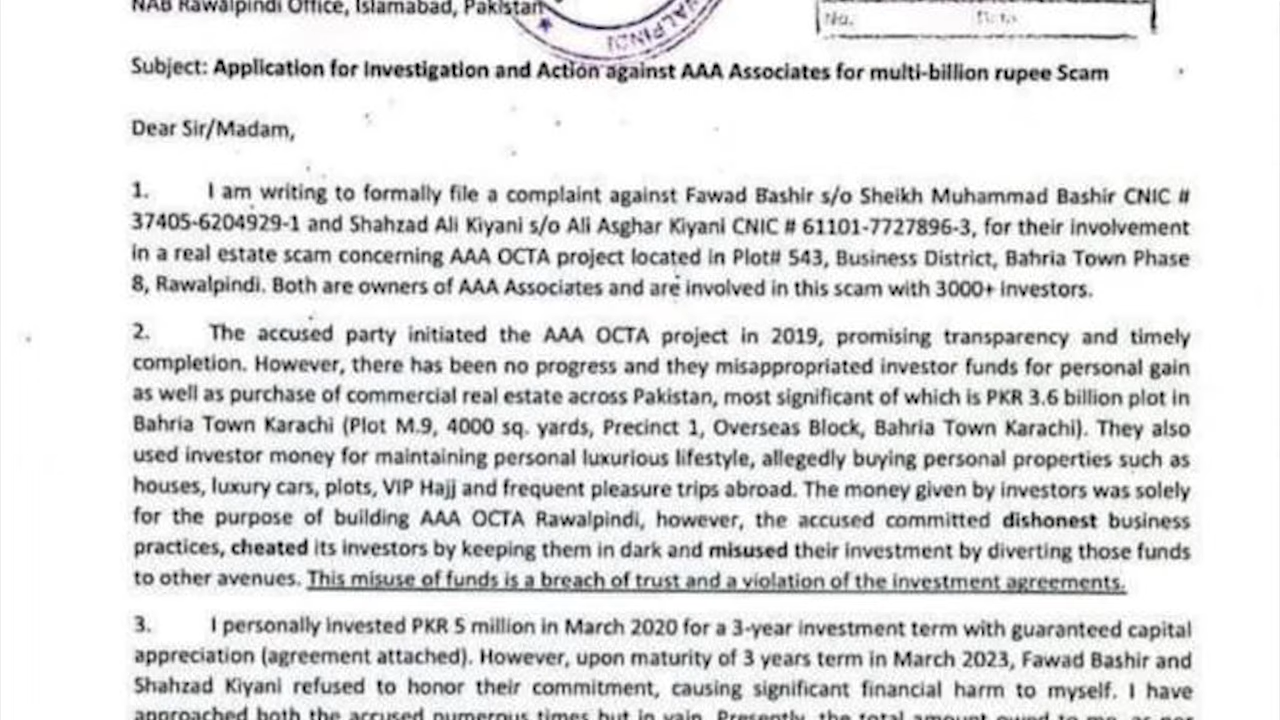 NAB Rawalpindi Office, Islamabad, Pakistan
ALPINDI
No.
Subject: Application for Investigation and Action against AAA Associates for multi-billion rupee Scam
Dear Sir/Madam,
1. I am writing to formally file a complaint against Fawad Bashir s/o Sheikh Muhammad Bashir CNIC #
37405-6204929-1 and Shahzad Ali Kiyani s/o Ali Asghar Kiyani CNIC # 61101-7727896-3, for their involvement
in a real estate scam concerning AAA OCTA project located in Plot# 543, Business District, Bahria Town Phase
8, Rawalpindi. Both are owners of AAA Associates and are involved in this scam with 3000+ investors.
2. The accused party initiated the AAA OCTA project in 2019, promising transparency and timely
completion. However, there has been no progress and they misappropriated investor funds for personal gain
as well as purchase of commercial real estate across Pakistan, most significant of which is PKR 3.6 billion plot in
Bahria Town Karachi (Plot M.9, 4000 sq. yards, Precinct 1, Overseas Block, Bahria Town Karachi). They also
used investor money for maintaining personal luxurious lifestyle, allegedly buying personal properties such as
houses, luxury cars, plots, VIP Hajj and frequent pleasure trips abroad. The money given by investors was solely
for the purpose of building AAA OCTA Rawalpindi, however, the accused committed dishonest business
practices, cheated its investors by keeping them in dark and misused their investment by diverting those funds
to other avenues. This misuse of funds is a breach of trust and a violation of the investment agreements.
3. I personally invested PKR 5 million in March 2020 for a 3-year investment term with guaranteed capital
appreciation (agreement attached). However, upon maturity of 3 years term in March 2023, Fawad Bashir and
Shahzad Kiyani refused to honor their commitment, causing significant financial harm to myself. I have
approached both the accused numerous times but in vain. Presently, the total amount owed to me, as per